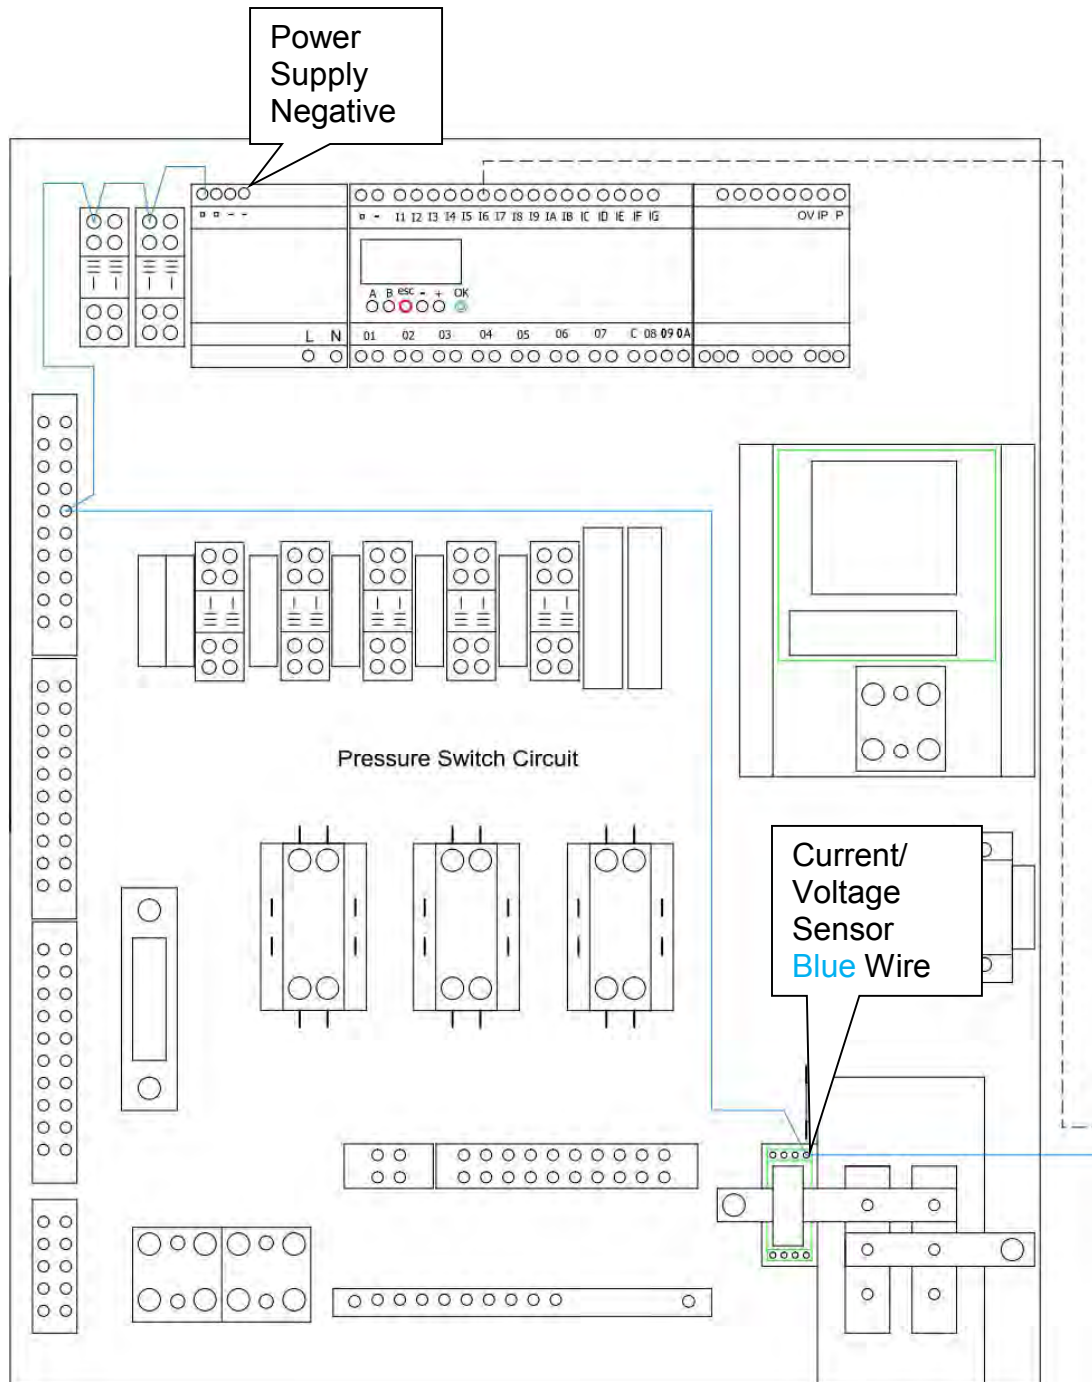 Power
Supply
Negative
I1 I2 I3 I4 I5 I6 I7 I8 I9 IA IB IC ID IE IF IG
OV IP P
A B esc - + OK
L N
01 02 03 04 05 06 07 C 08 09 0A
Pressure Switch Circuit
Current/
Voltage
Sensor
Blue Wire